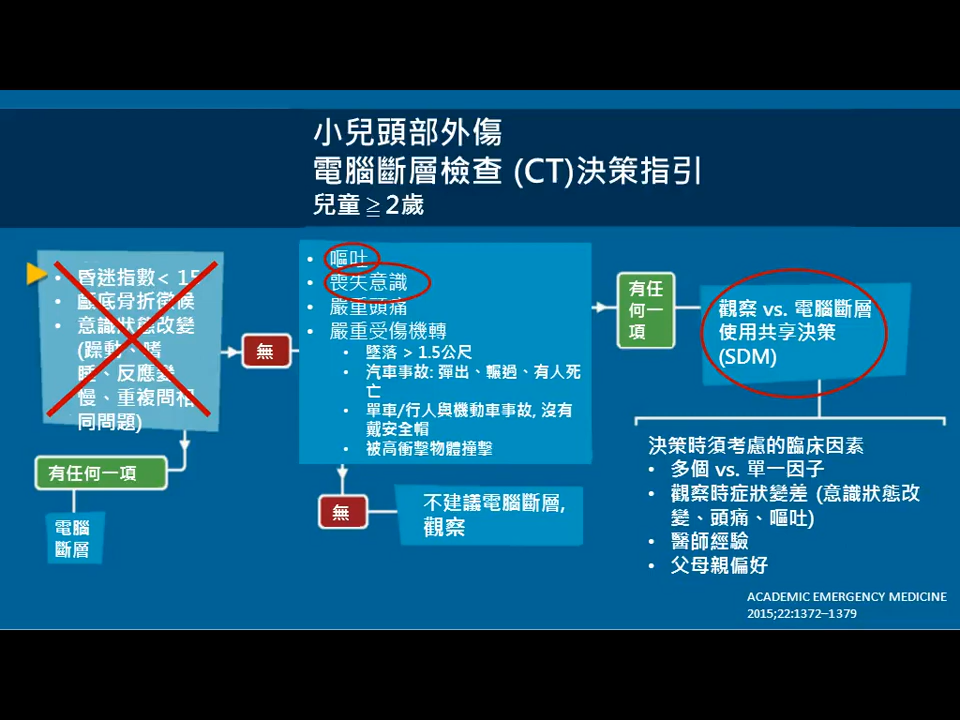 小兒頭部外傷
電腦斷層檢查 (CT)決策指引
兒童 ≧ 2歲
• 昏迷指數< 15
• 顱底骨折徵候
• 意識狀態改變
(躁動、嗜
睡、反應變
慢、重複問相
同問題)
有任何一項
電腦
斷層
無
• 嘔吐
• 喪失意識
• 嚴重頭痛
• 嚴重受傷機轉
• 墜落 > 1.5公尺
• 汽車事故: 彈出、輾過、有人死
亡
• 單車/行人與機動車事故, 沒有
戴安全帽
• 被高衝擊物體撞擊
無
不建議電腦斷層,
觀察
有任
何一
項
觀察 vs. 電腦斷層
使用共享決策
(SDM)
決策時須考慮的臨床因素
• 多個 vs. 單一因子
• 觀察時症狀變差 (意識狀態改
變、頭痛、嘔吐)
• 醫師經驗
• 父母親偏好
ACADEMIC EMERGENCY MEDICINE
2015;22:1372–1379